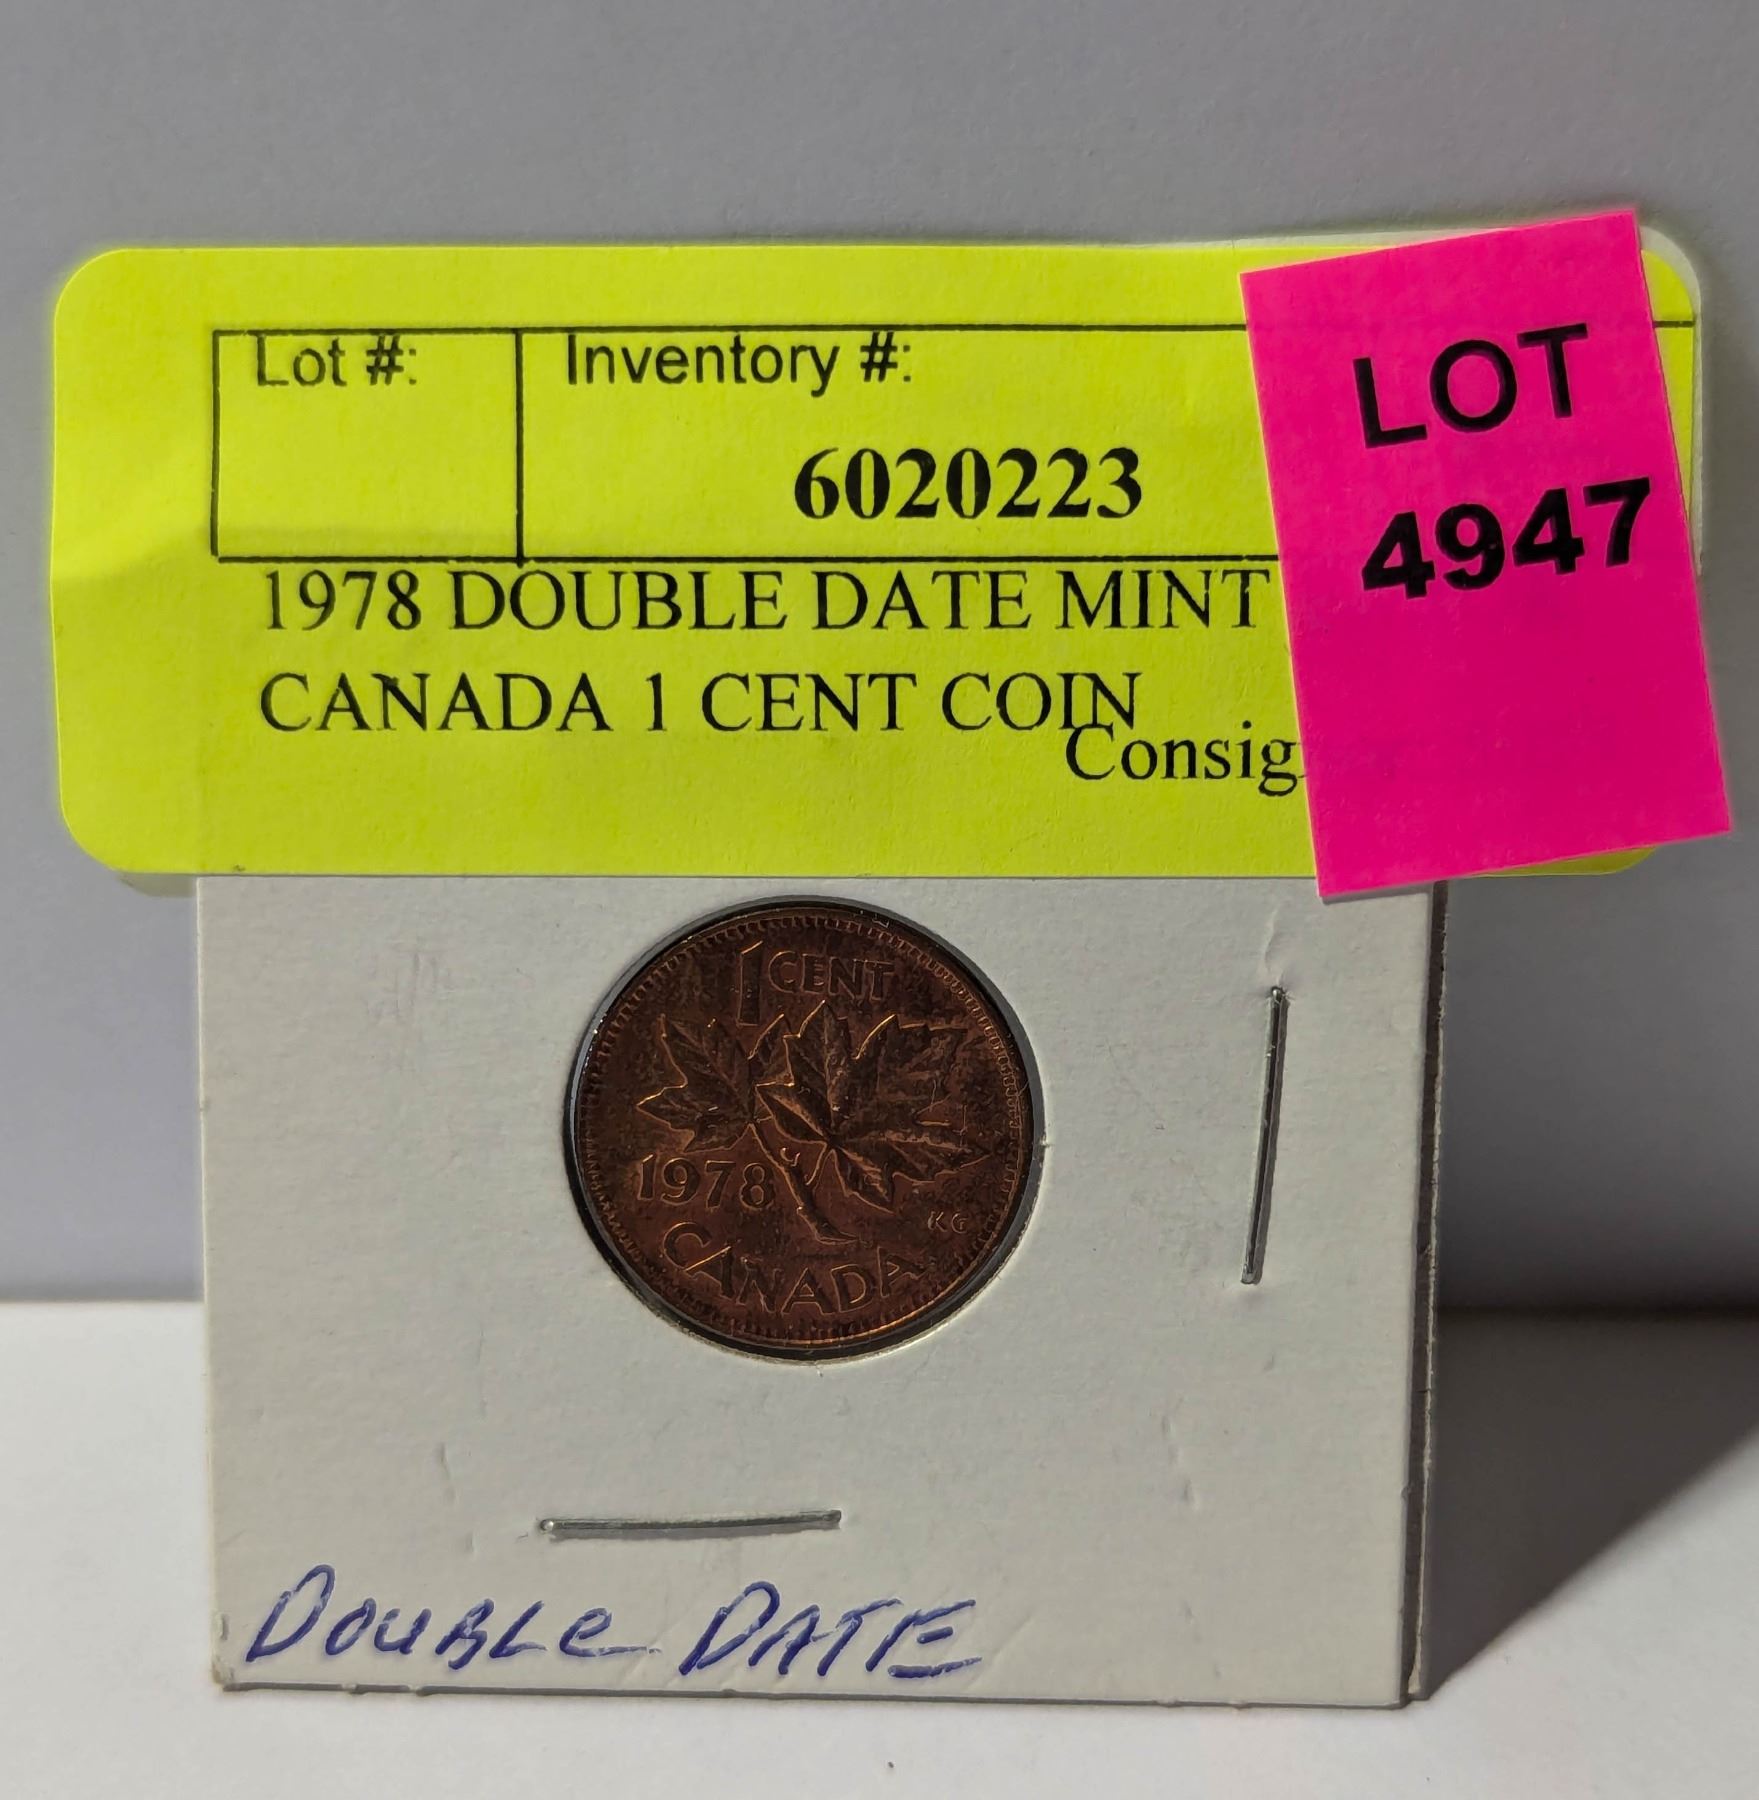 Lot #:
Inventory #:
6020223
LOT
4947
1978 DOUBLE DATE MINT
CANADA 1 CENT COIN
Consig
1 CENT
1978
KG
CANADA
DOUBLe DATE